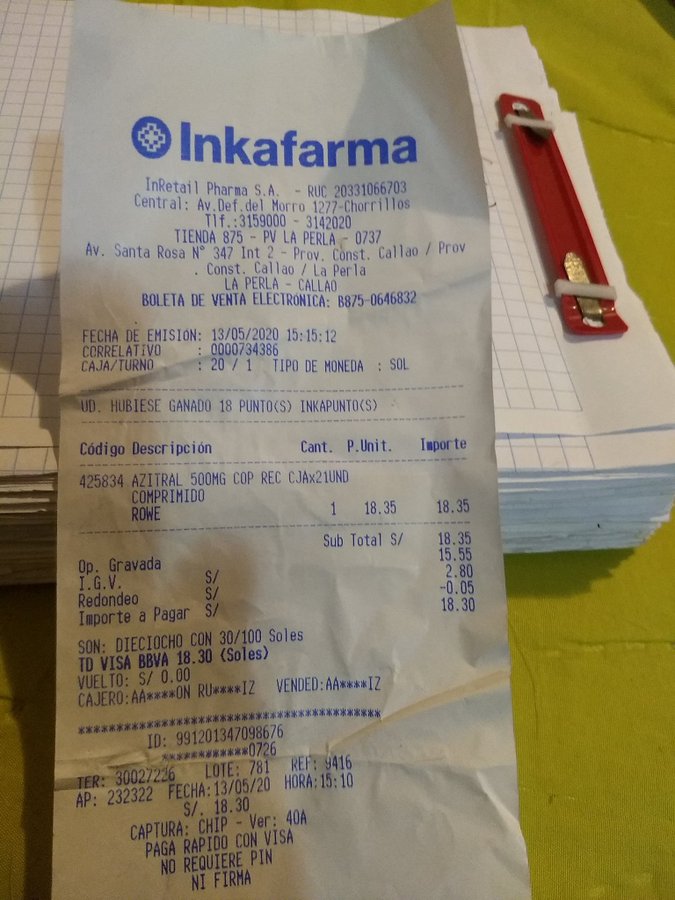 Inkafarma
InRetail Pharma S.A. - RUC 20331066703
Central: Av.Def.del Morro 1277-Chorrillos
Tlf.:3159000 - 3142020
TIENDA 875 - PV LA PERLA - 0737
Av. Santa Rosa N° 347 Int 2 - Prov. Const. Callao / Prov
. Const. Callao / La Perla
LA PERLA - CALLAO
BOLETA DE VENTA ELECTRÓNICA: B875-0646832
FECHA DE EMISIÓN: 13/05/2020 15:15:12
CORRELATIVO : 0000734386
CAJA/TURNO : 20 / 1 TIPO DE MONEDA : SOL
UD. HUBIESE GANADO 18 PUNTO(S) INKAPUNTO(S)
Código Descripción Cant. P.Unit. Importe
425834 AZITRAL 500MG COP REC CJAx21UND
COMPRIMIDO
ROWE 1 18.35 18.35
Sub Total S/ 18.35
Op. Gravada 15.55
I.G.V. S/ 2.80
Redondeo S/ -0.05
Importe a Pagar S/ 18.30
SON: DIECIOCHO CON 30/100 Soles
TD VISA BBVA 18.30 (Soles)
VUELTO: S/ 0.00
CAJERO:AA****ON RU****IZ VENDED:AA****IZ
****************************************
ID: 991201347098676
************0726
TER: 30027226 LOTE: 781 REF: 9416
AP: 232322 FECHA:13/05/20 HORA:15:10
S/. 18.30
CAPTURA: CHIP - Ver: 40A
PAGA RAPIDO CON VISA
NO REQUIERE PIN
NI FIRMA